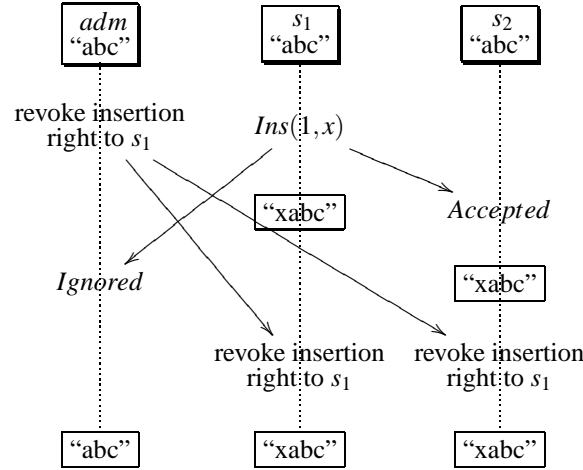 adm s₁ s₂
“abc” “abc” “abc”
revoke insertion
right to s₁
Ins(1,x)
“xabc”
Accepted
Ignored
“xabc”
revoke insertion
right to s₁
revoke insertion
right to s₁
“abc” “xabc” “xabc”